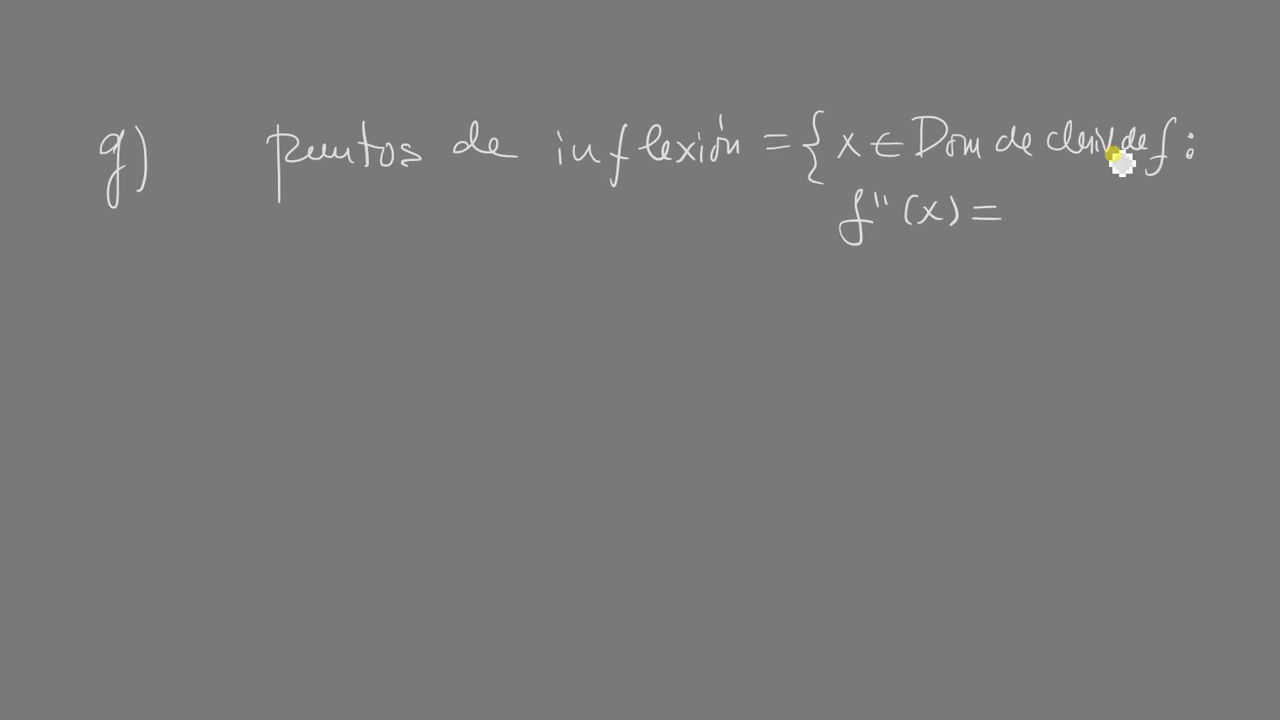 g) puntos de inflexión = { x ∈ Dom de deriv de f :
f'' (x) =